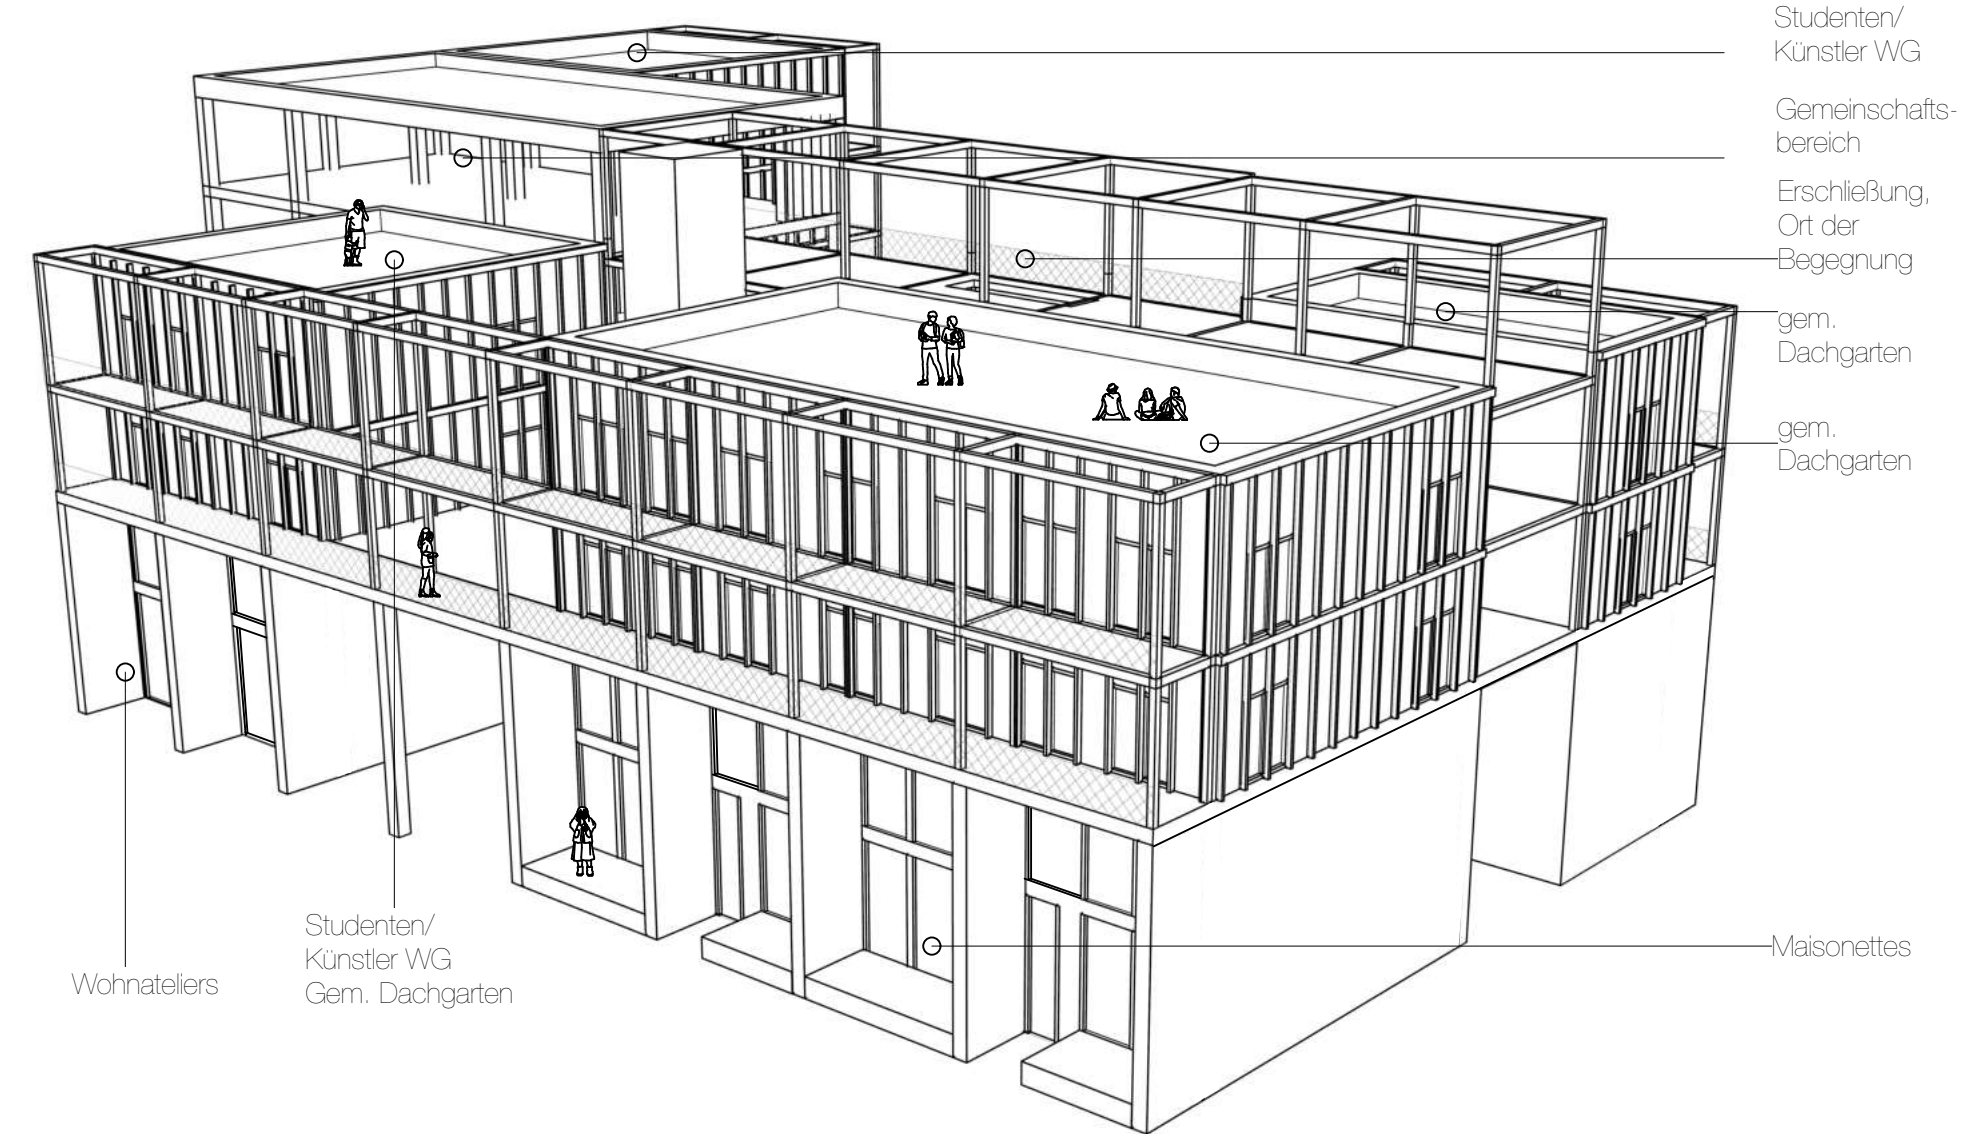 Studenten/
Künstler WG
Gemeinschafts-
bereich
Erschließung,
Ort der
Begegnung
gem.
Dachgarten
gem.
Dachgarten
Studenten/
Künstler WG
Gem. Dachgarten
Wohnateliers
Maisonettes